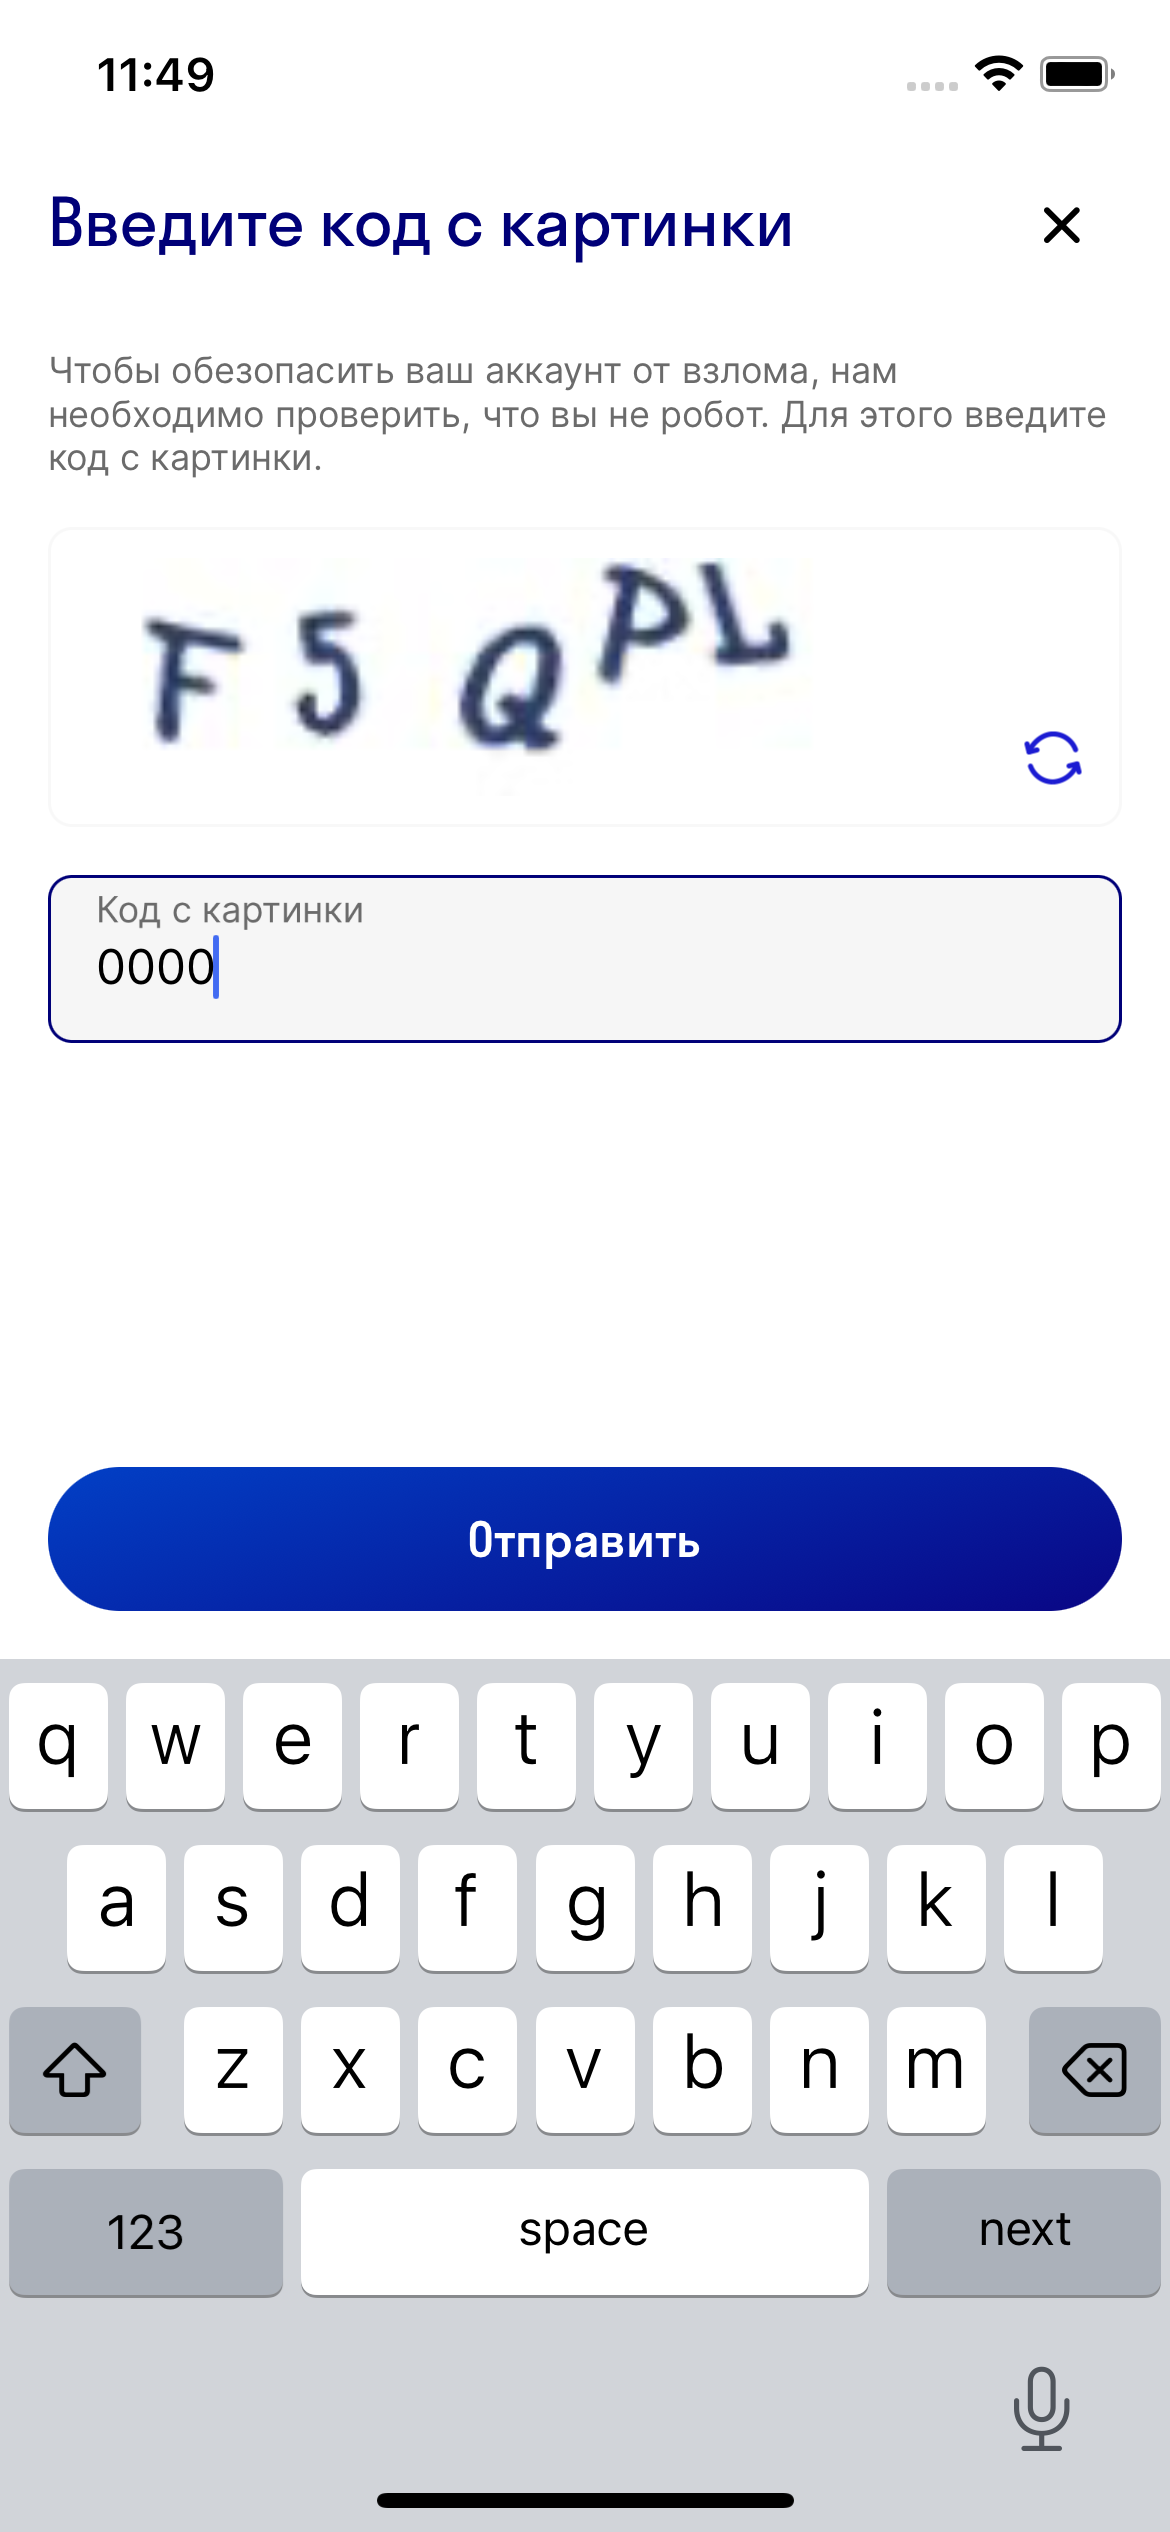 11:49
Введите код с картинки
Чтобы обезопасить ваш аккаунт от взлома, нам
необходимо проверить, что вы не робот. Для этого введите
код с картинки.
F 5 Q P L
Код с картинки
0000
Отправить
q w e r t y u i o p
a s d f g h j k l
z x c v b n m
123 space next